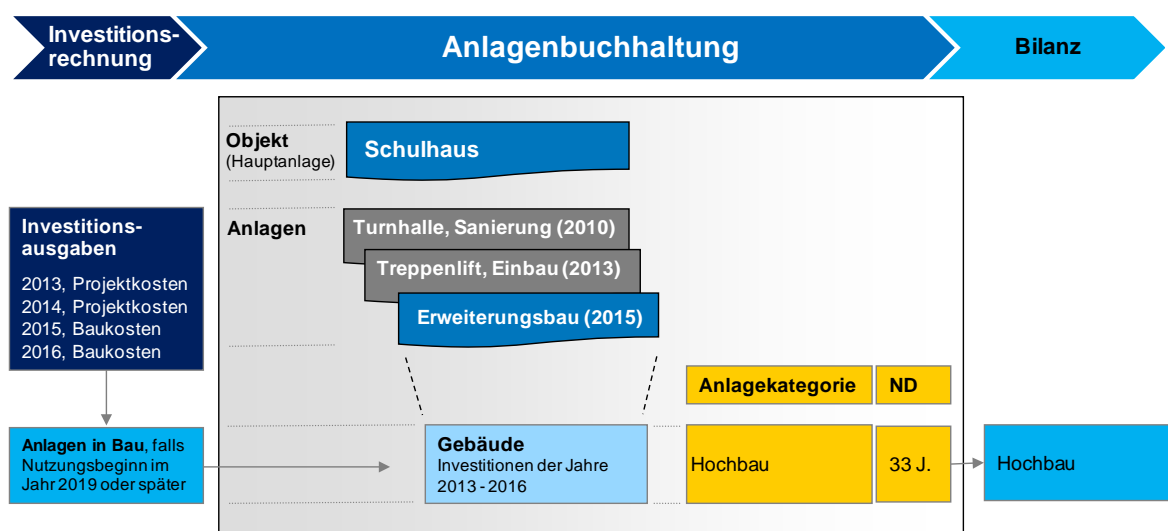 Investitions-
rechnung
Anlagenbuchhaltung
Bilanz
Objekt
(Hauptanlage)
Schulhaus
Investitions-
ausgaben
2013, Projektkosten
2014, Projektkosten
2015, Baukosten
2016, Baukosten
Anlagen
Turnhalle, Sanierung (2010)
Treppenlift, Einbau (2013)
Erweiterungsbau (2015)
Anlagekategorie
ND
Anlagen in Bau, falls
Nutzungsbeginn im
Jahr 2019 oder später
Gebäude
Investitionen der Jahre
2013 - 2016
Hochbau
33 J.
Hochbau